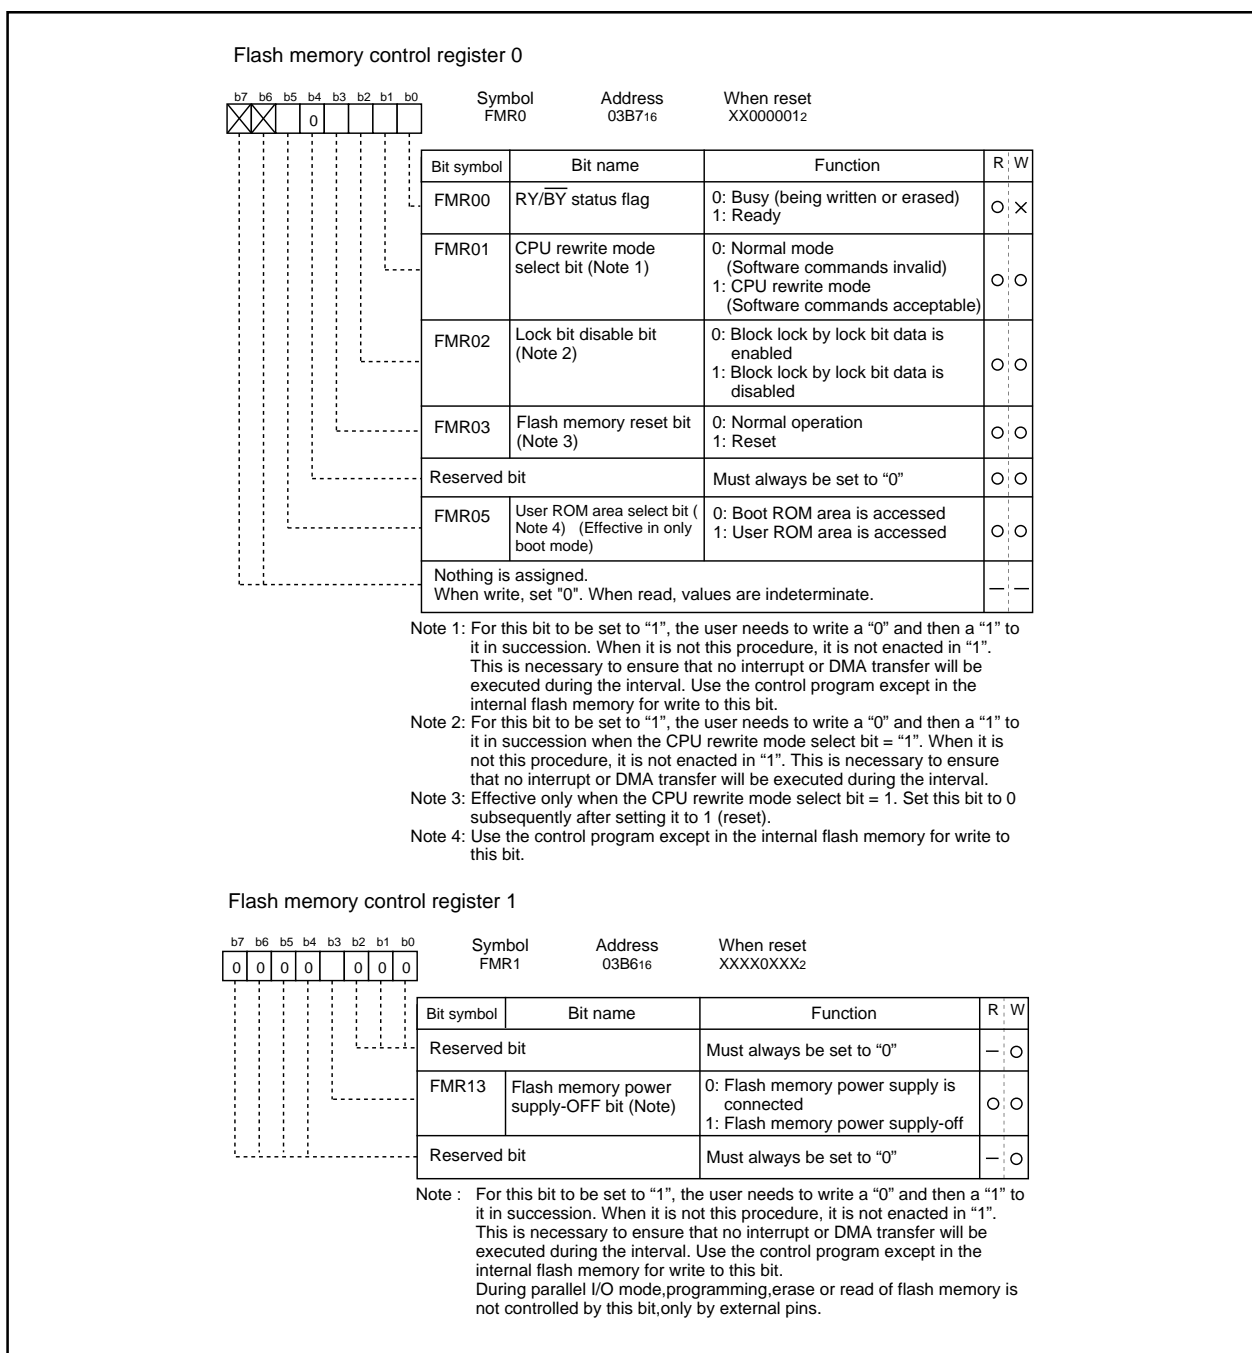 Flash memory control register 0
b7 b6 b5 b4 b3 b2 b1 b0
0
Symbol Address When reset
FMR0 03B716 XX0000012
Bit symbol Bit name Function R W
FMR00 RY/BY status flag 0: Busy (being written or erased)
1: Ready
FMR01 CPU rewrite mode 0: Normal mode
select bit (Note 1) (Software commands invalid)
1: CPU rewrite mode
(Software commands acceptable)
FMR02 Lock bit disable bit 0: Block lock by lock bit data is
(Note 2) enabled
1: Block lock by lock bit data is
disabled
FMR03 Flash memory reset bit 0: Normal operation
(Note 3) 1: Reset
Reserved bit Must always be set to “0”
FMR05 User ROM area select bit ( 0: Boot ROM area is accessed
Note 4) (Effective in only 1: User ROM area is accessed
boot mode)
Nothing is assigned.
When write, set "0". When read, values are indeterminate.
Note 1: For this bit to be set to “1”, the user needs to write a “0” and then a “1” to
it in succession. When it is not this procedure, it is not enacted in “1”.
This is necessary to ensure that no interrupt or DMA transfer will be
executed during the interval. Use the control program except in the
internal flash memory for write to this bit.
Note 2: For this bit to be set to “1”, the user needs to write a “0” and then a “1” to
it in succession when the CPU rewrite mode select bit = “1”. When it is
not this procedure, it is not enacted in “1”. This is necessary to ensure
that no interrupt or DMA transfer will be executed during the interval.
Note 3: Effective only when the CPU rewrite mode select bit = 1. Set this bit to 0
subsequently after setting it to 1 (reset).
Note 4: Use the control program except in the internal flash memory for write to
this bit.
Flash memory control register 1
b7 b6 b5 b4 b3 b2 b1 b0
0 0 0 0 0 0 0
Symbol Address When reset
FMR1 03B616 XXXX0XXX2
Bit symbol Bit name Function R W
Reserved bit Must always be set to “0”
FMR13 Flash memory power 0: Flash memory power supply is
supply-OFF bit (Note) connected
1: Flash memory power supply-off
Reserved bit Must always be set to “0”
Note : For this bit to be set to “1”, the user needs to write a “0” and then a “1” to
it in succession. When it is not this procedure, it is not enacted in “1”.
This is necessary to ensure that no interrupt or DMA transfer will be
executed during the interval. Use the control program except in the
internal flash memory for write to this bit.
During parallel I/O mode,programming,erase or read of flash memory is
not controlled by this bit,only by external pins.